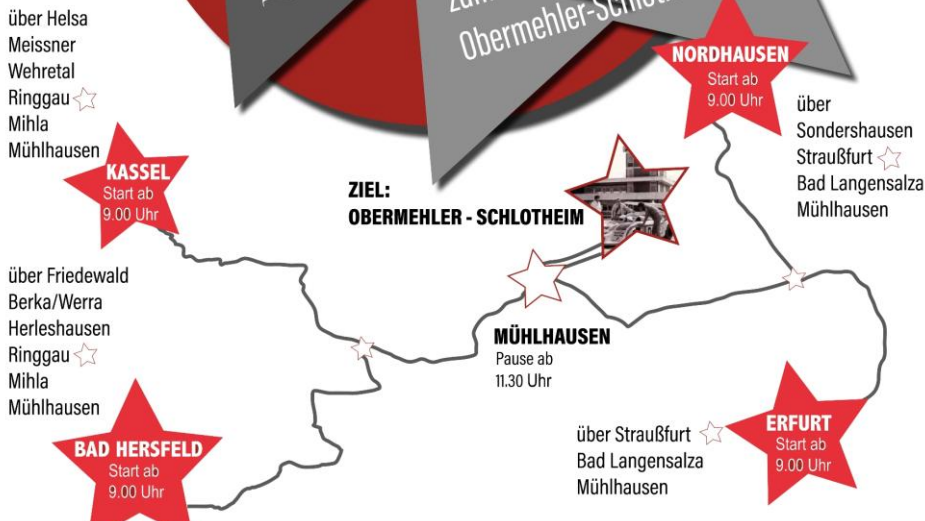 Obermehler-Schloth
über Helsa
Meissner
Wehretal
Ringgau
Mihla
Mühlhausen
KASSEL
Start ab
9.00 Uhr
NORDHAUSEN
Start ab
9.00 Uhr
über
Sondershausen
Straußfurt
Bad Langensalza
Mühlhausen
ZIEL:
OBERMEHLER - SCHLOTHEIM
über Friedewald
Berka/Werra
Herleshausen
Ringgau
Mihla
Mühlhausen
MÜHLHAUSEN
Pause ab
11.30 Uhr
BAD HERSFELD
Start ab
9.00 Uhr
über Straußfurt
Bad Langensalza
Mühlhausen
ERFURT
Start ab
9.00 Uhr